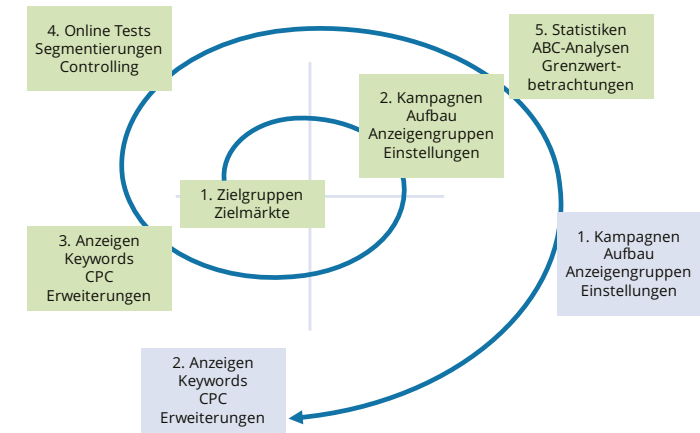 4. Online Tests
Segmentierungen
Controlling
5. Statistiken
ABC-Analysen
Grenzwert-
betrachtungen
2. Kampagnen
Aufbau
Anzeigengruppen
Einstellungen
1. Zielgruppen
Zielmärkte
3. Anzeigen
Keywords
CPC
Erweiterungen
1. Kampagnen
Aufbau
Anzeigengruppen
Einstellungen
2. Anzeigen
Keywords
CPC
Erweiterungen